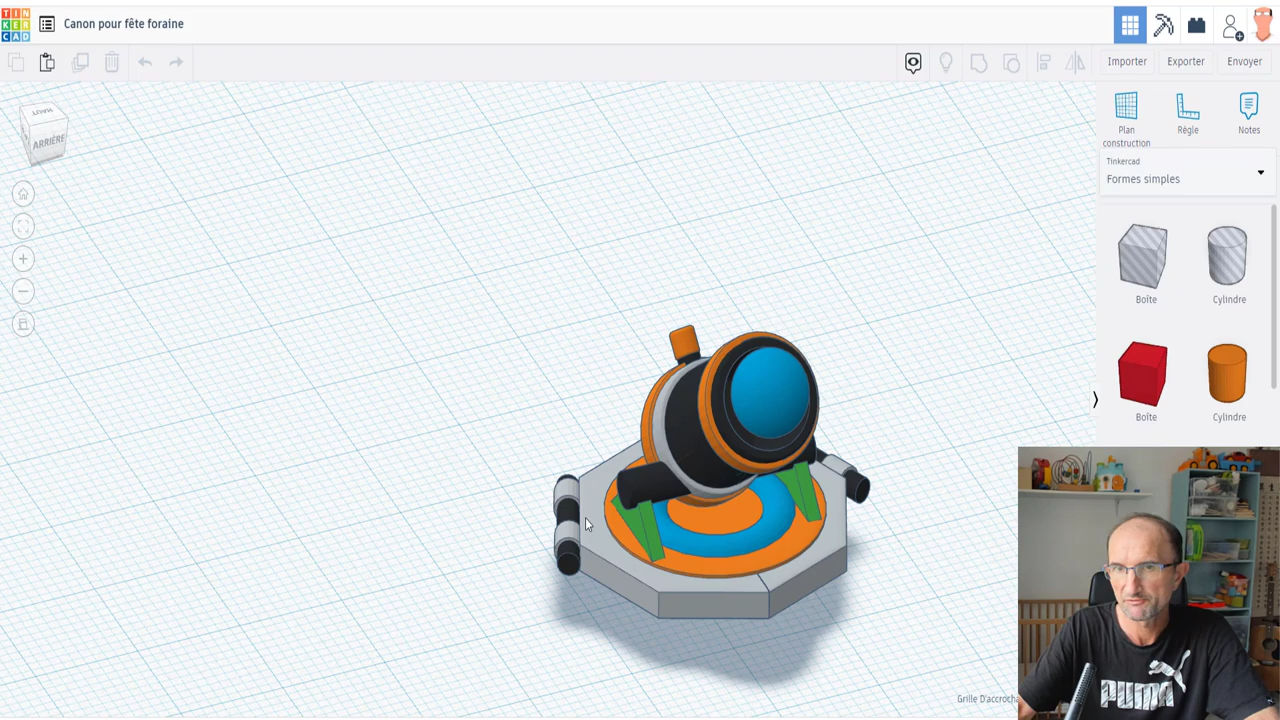 TIN
KER
CAD
Canon pour fête foraine
Importer
Exporter
Envoyer
Plan
construction
Règle
Notes
Tinkercad
Formes simples
ARRIÈRE
Boîte
Cylindre
Boîte
Cylindre
Grille D'accrocha
PUMA